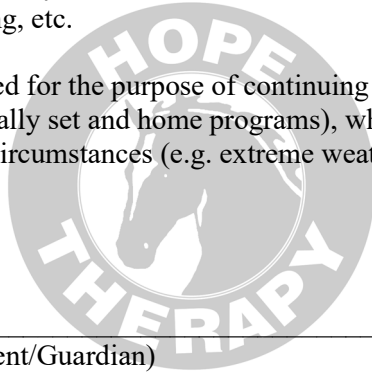 ng, etc.
HOPE
ed for the purpose of continuing
ally set and home programs), wh
ircumstances (e.g. extreme weat
THERAPY
ent/Guardian)